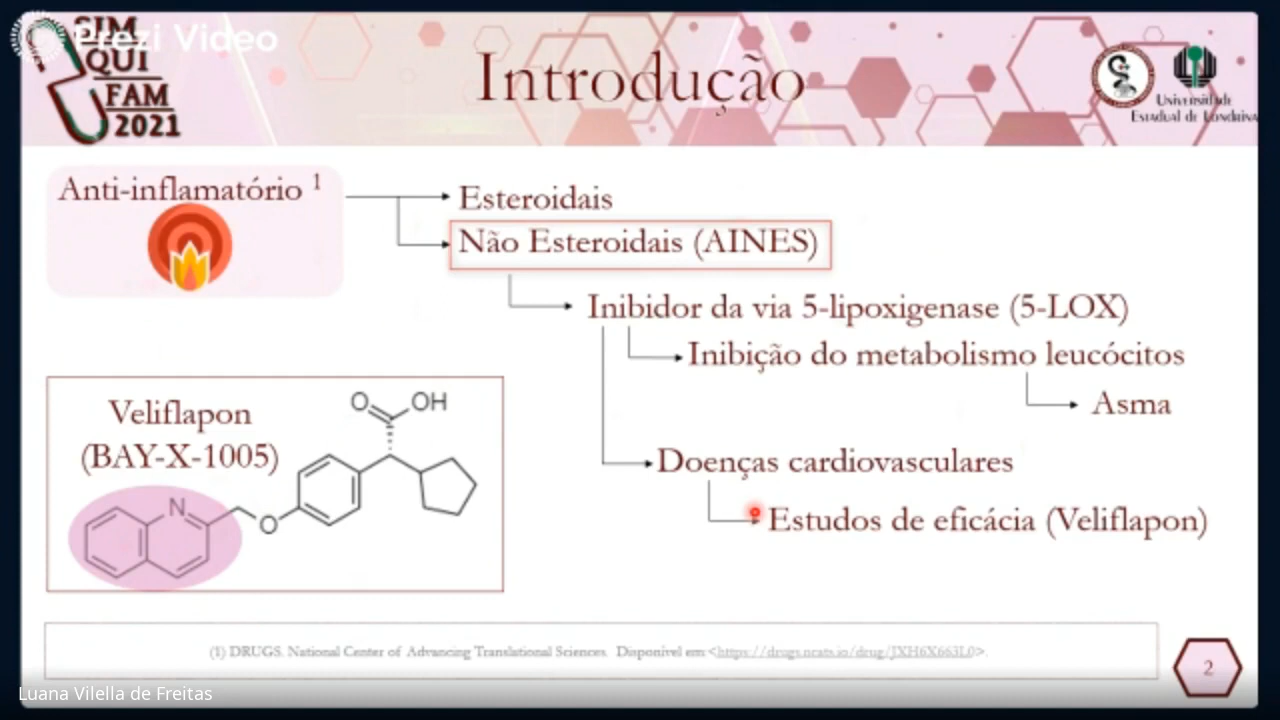 SIM
QUI
FAM
2021
Prezi Video
Introdução
Universidade
Estadual de Londrina
Anti-inflamatório 1
Esteroidais
Não Esteroidais (AINES)
Inibidor da via 5-lipoxigenase (5-LOX)
Inibição do metabolismo leucócitos
Asma
Doenças cardiovasculares
Estudos de eficácia (Veliflapon)
Veliflapon
(BAY-X-1005)
O
OH
N
O
(1) DRUGS. National Center of Advancing Translational Sciences. Disponível em <https://drugs.ncats.io/drug/JXH6X663L0>.
2
Luana Vilella de Freitas